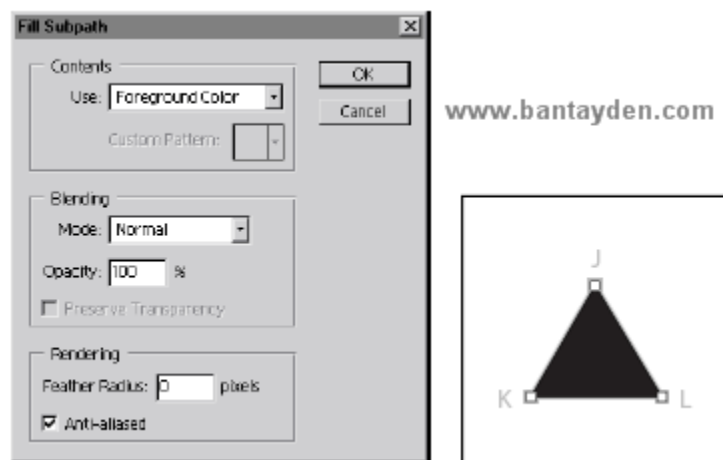 Fill Subpath
Contents
Use: Foreground Color
Custom Pattern:
OK
Cancel
Blending
Mode: Normal
Opacity: 100 %
Preserve Transparency
Rendering
Feather Radius: 0 pixels
Anti-aliased
www.bantayden.com
J
K
L